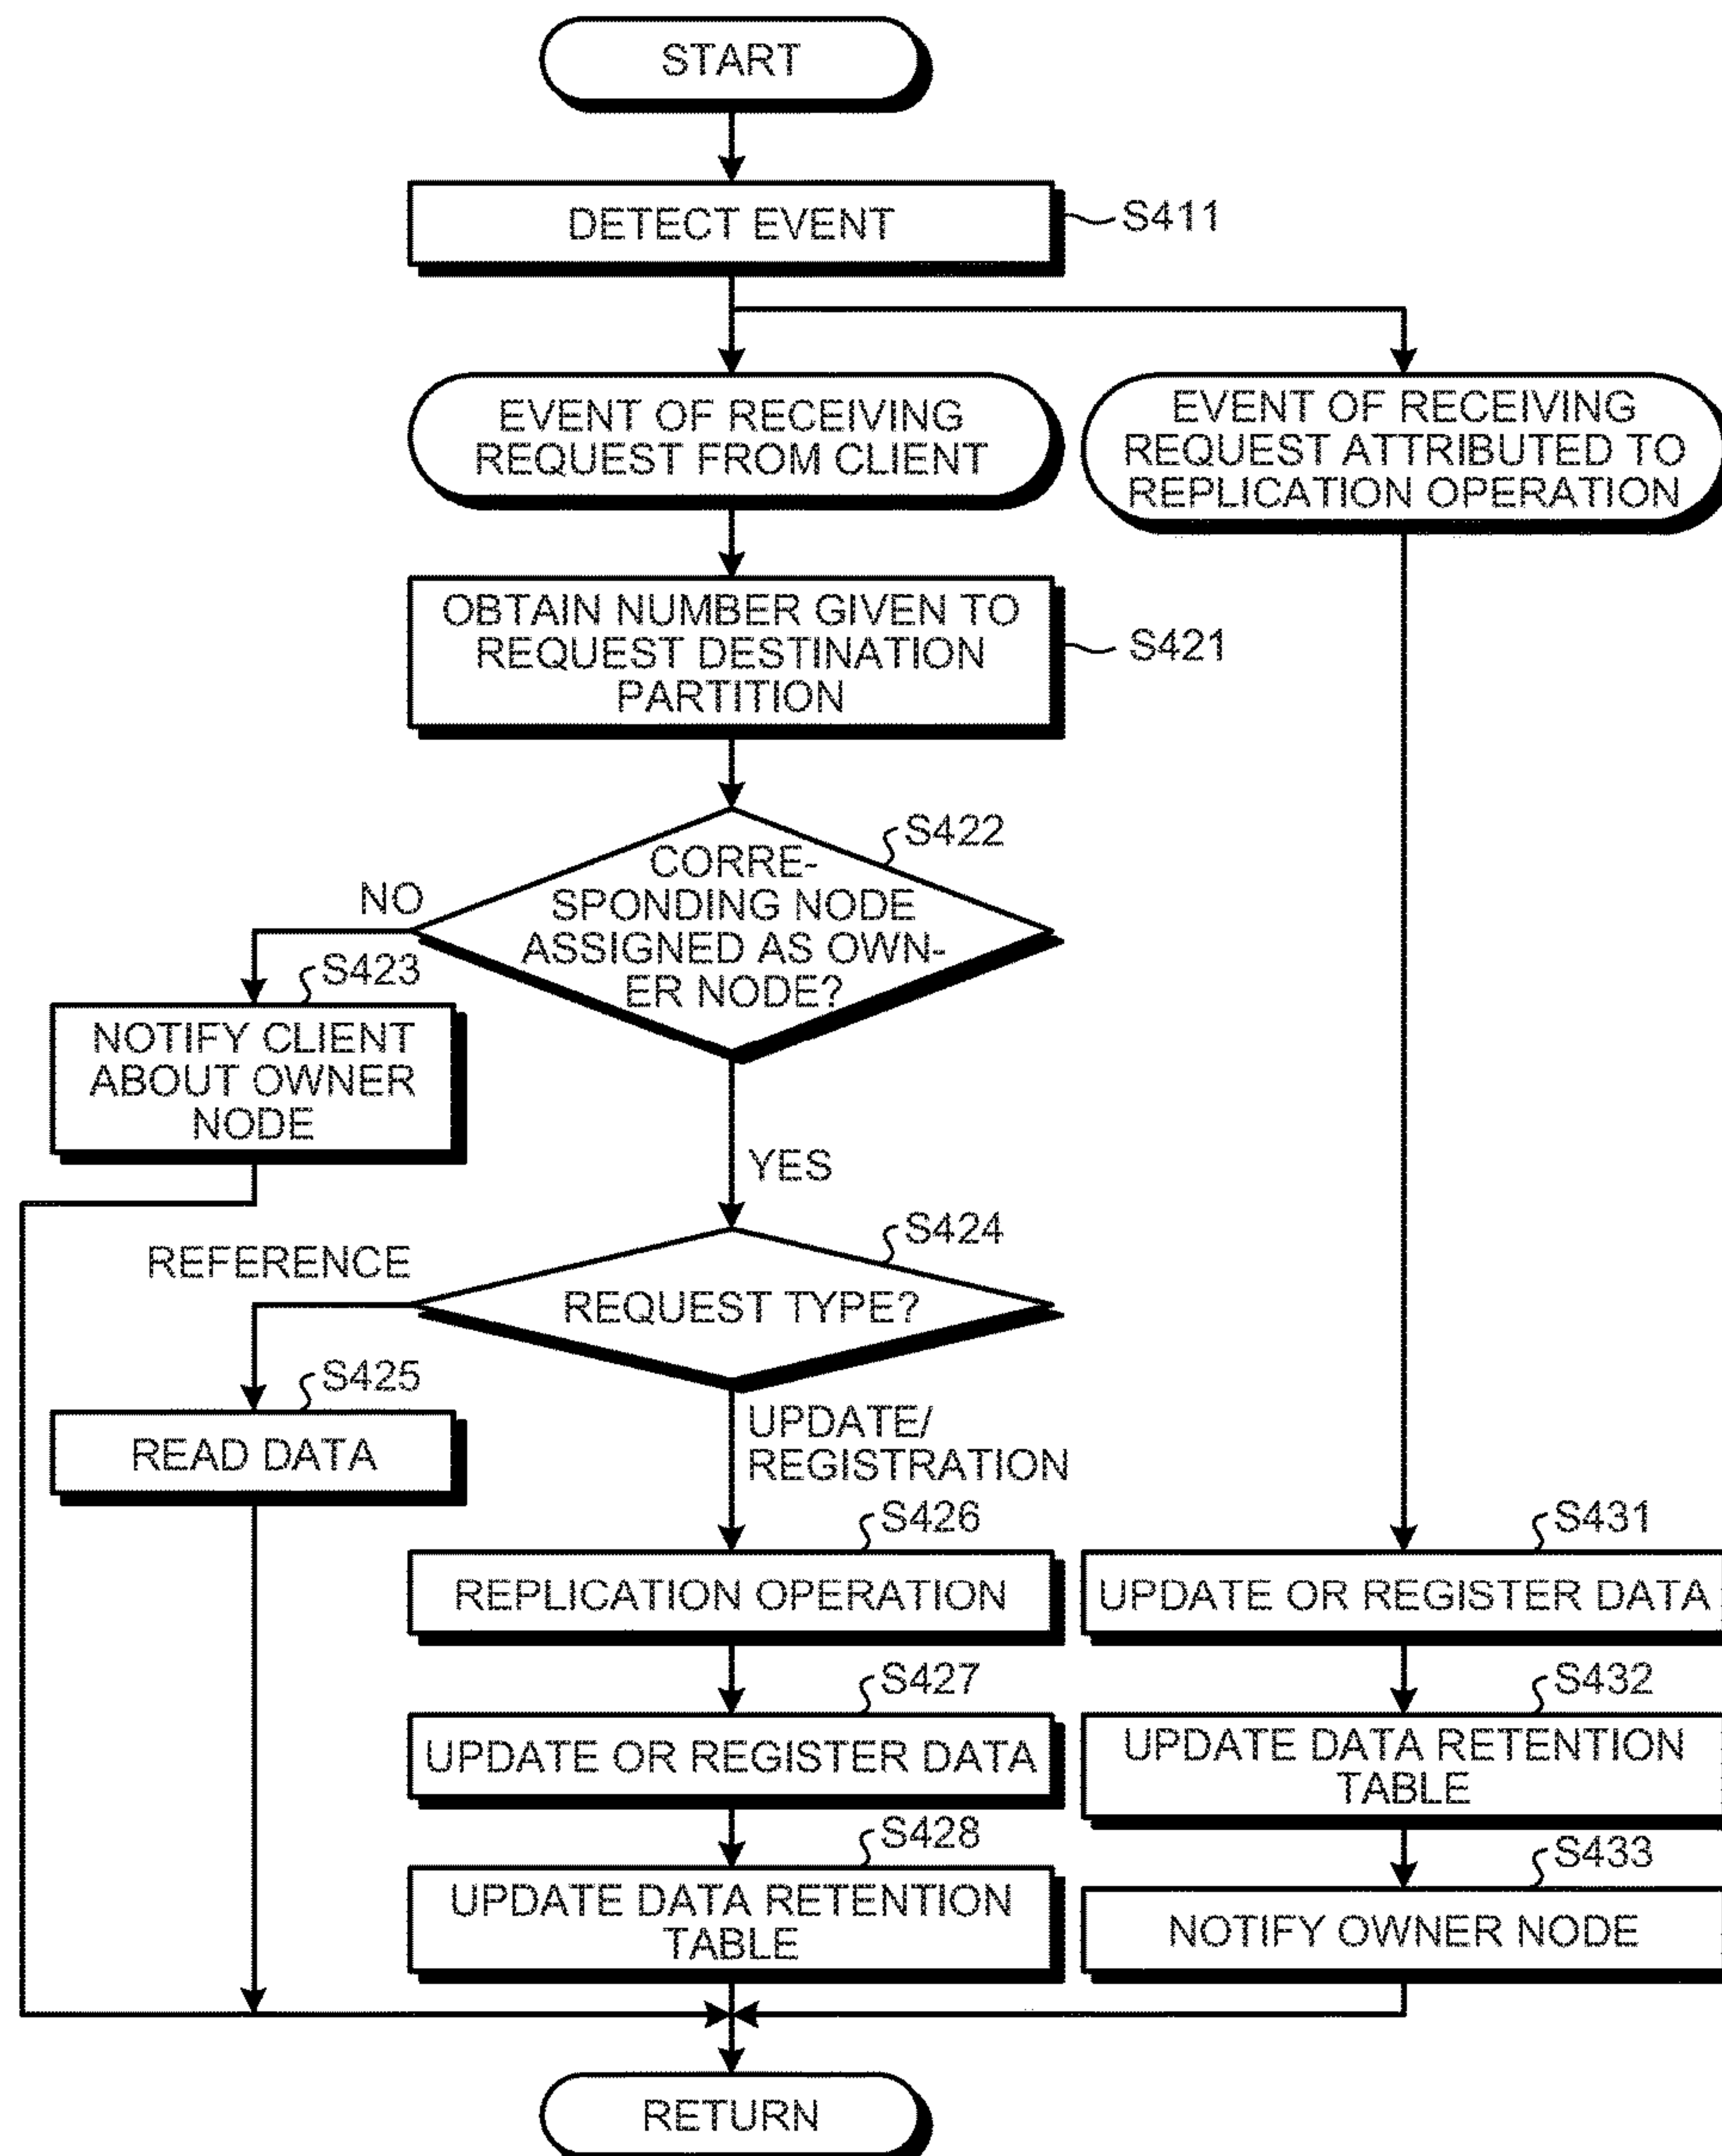 START
DETECT EVENT
S411
EVENT OF RECEIVING
REQUEST FROM CLIENT
EVENT OF RECEIVING
REQUEST ATTRIBUTED TO
REPLICATION OPERATION
OBTAIN NUMBER GIVEN TO
REQUEST DESTINATION
PARTITION
S421
S422
CORRE-
SPONDING NODE
ASSIGNED AS OWN-
ER NODE?
NO
S423
NOTIFY CLIENT
ABOUT OWNER
NODE
YES
S424
REFERENCE
REQUEST TYPE?
S425
READ DATA
UPDATE/
REGISTRATION
S426
REPLICATION OPERATION
S431
UPDATE OR REGISTER DATA
S427
UPDATE OR REGISTER DATA
S432
UPDATE DATA RETENTION
TABLE
S428
UPDATE DATA RETENTION
TABLE
S433
NOTIFY OWNER NODE
RETURN